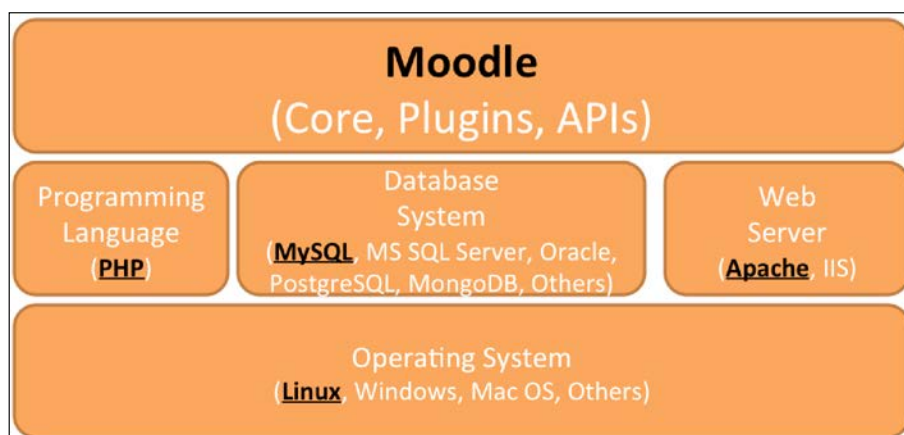 Moodle
(Core, Plugins, APIs)
Programming
Language
(PHP)
Database
System
(MySQL, MS SQL Server, Oracle,
PostgreSQL, MongoDB, Others)
Web
Server
(Apache, IIS)
Operating System
(Linux, Windows, Mac OS, Others)